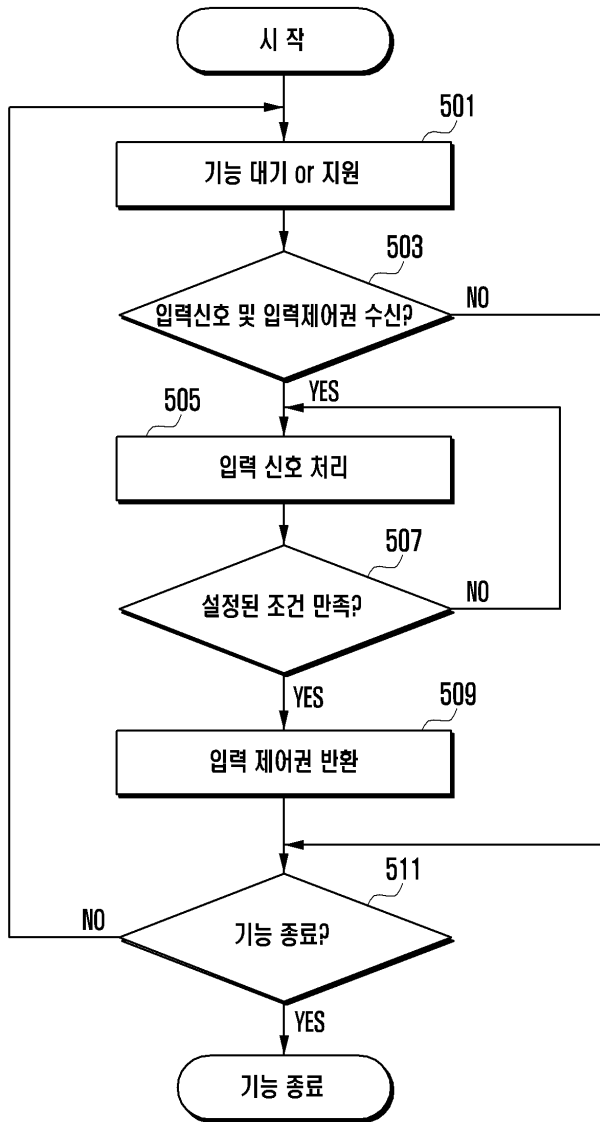 시 작
501
기능 대기 or 지원
503
입력신호 및 입력제어권 수신?
NO
YES
505
입력 신호 처리
507
설정된 조건 만족?
NO
YES
509
입력 제어권 반환
511
기능 종료?
NO
YES
기능 종료